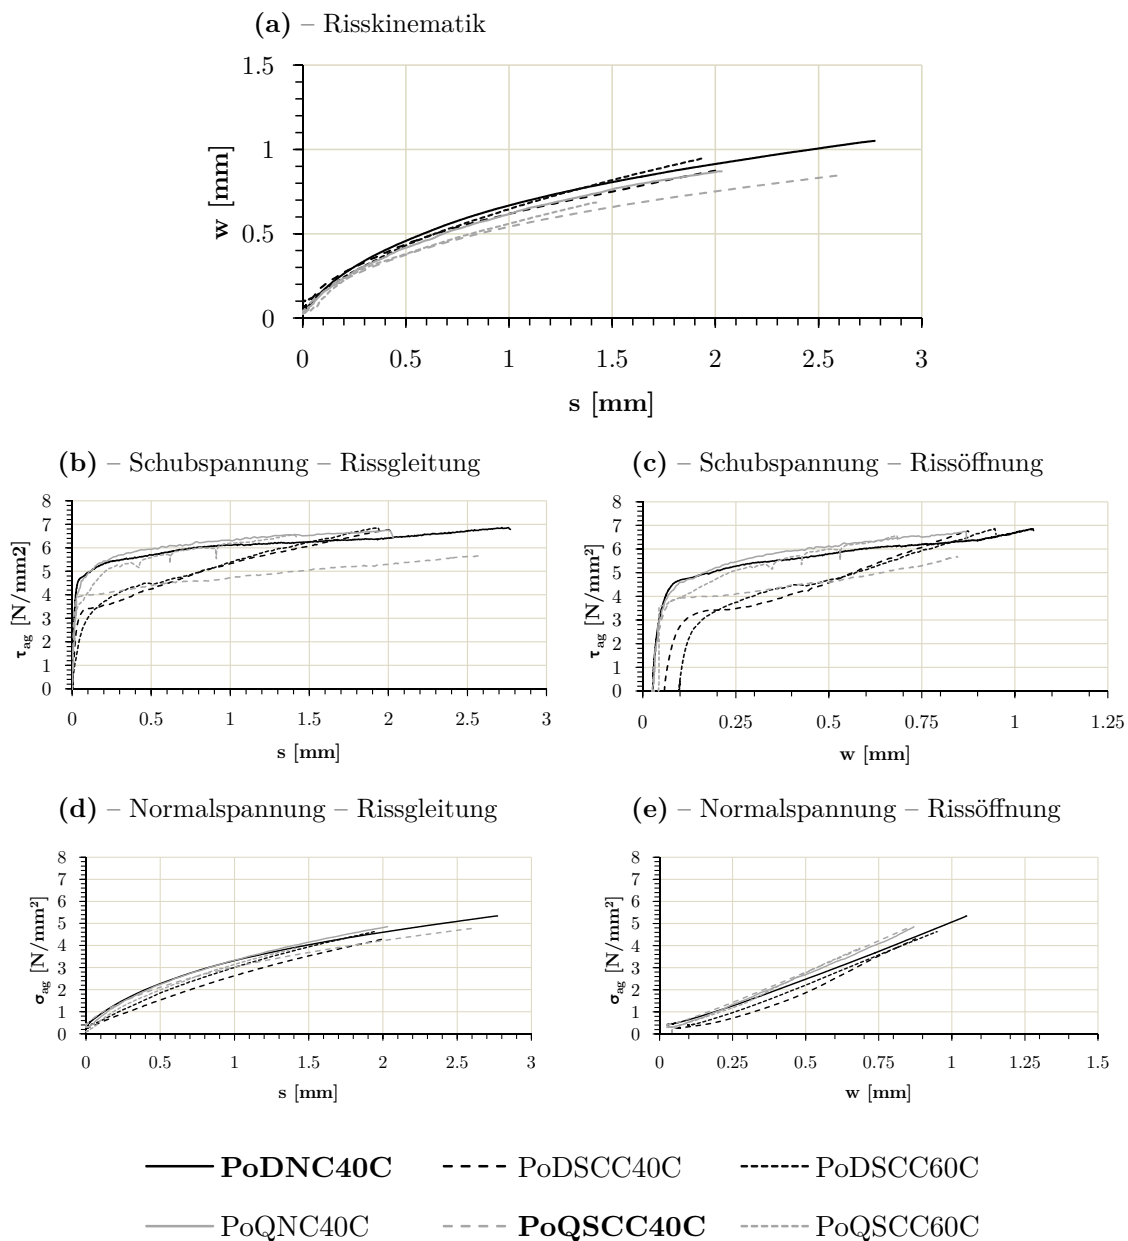 (a) – Risskinematik
1.5
1
0.5
0
w [mm]
0 0.5 1 1.5 2 2.5 3
s [mm]
(b) – Schubspannung – Rissgleitung
8
7
6
5
4
3
2
1
0
τag [N/mm2]
0 0.5 1 1.5 2 2.5 3
s [mm]
(c) – Schubspannung – Rissöffnung
8
7
6
5
4
3
2
1
0
τag [N/mm²]
0 0.25 0.5 0.75 1 1.25
w [mm]
(d) – Normalspannung – Rissgleitung
8
7
6
5
4
3
2
1
0
σag [N/mm²]
0 0.5 1 1.5 2 2.5 3
s [mm]
(e) – Normalspannung – Rissöffnung
8
7
6
5
4
3
2
1
0
σag [N/mm²]
0 0.25 0.5 0.75 1 1.25 1.5
w [mm]
PoDNC40C PoDSCC40C PoDSCC60C
PoQNC40C PoQSCC40C PoQSCC60C